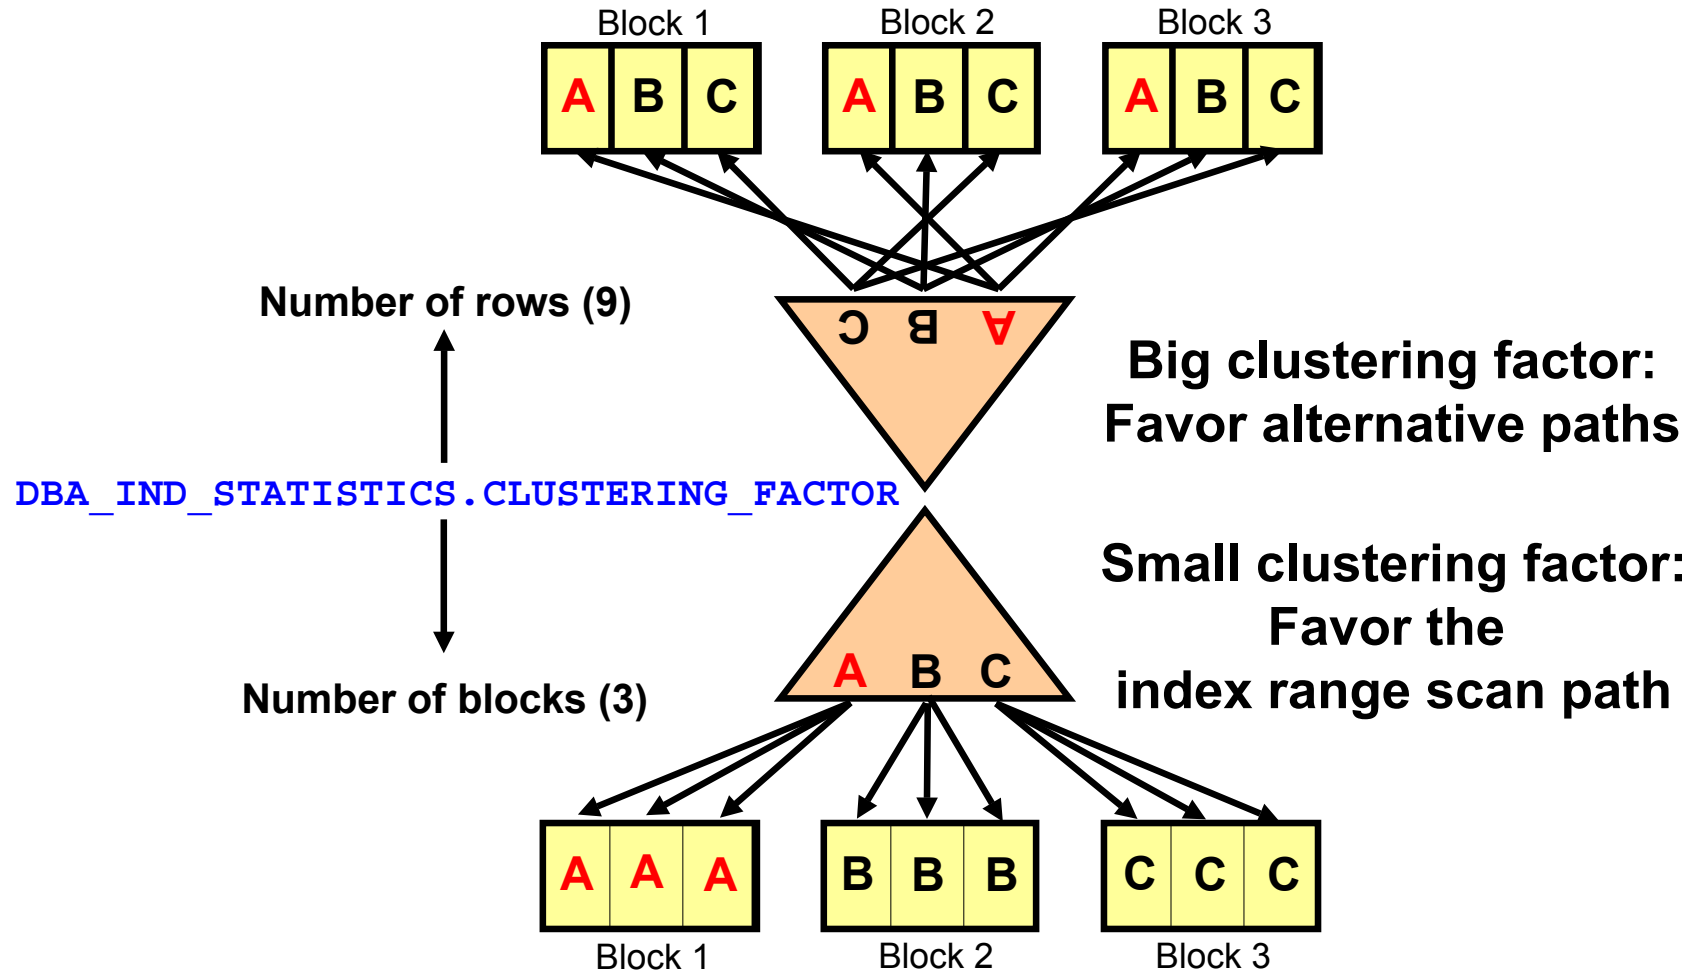 Block 1 Block 2 Block 3
A B C A B C A B C
Number of rows (9)
C B A
Big clustering factor:
Favor alternative paths
DBA_IND_STATISTICS.CLUSTERING_FACTOR
Small clustering factor:
Favor the
index range scan path
A B C
Number of blocks (3)
A A A B B B C C C
Block 1 Block 2 Block 3